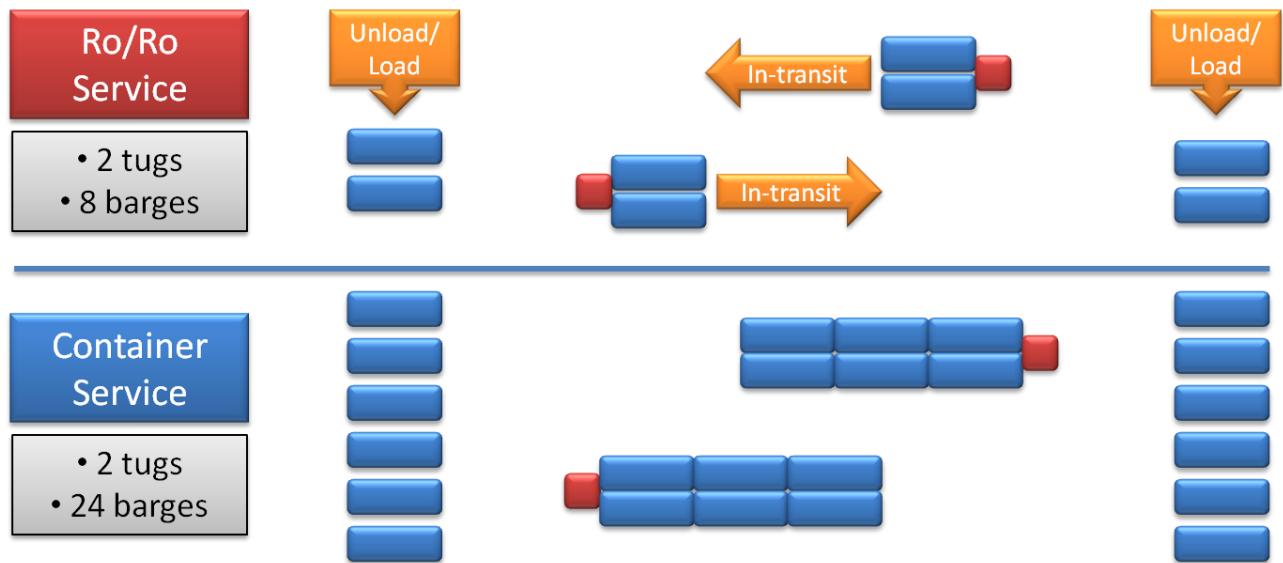 Ro/Ro
Service
• 2 tugs
• 8 barges
Unload/
Load
In-transit
In-transit
Unload/
Load
Container
Service
• 2 tugs
• 24 barges